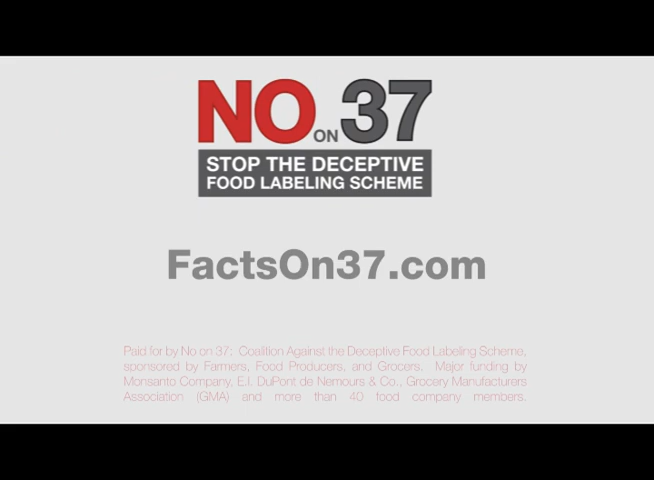 NO ON 37
STOP THE DECEPTIVE
FOOD LABELING SCHEME
FactsOn37.com
Paid for by No on 37: Coalition Against the Deceptive Food Labeling Scheme,
sponsored by Farmers, Food Producers, and Grocers. Major funding by
Monsanto Company, E.I. DuPont de Nemours & Co., Grocery Manufacturers
Association (GMA) and more than 40 food company members.